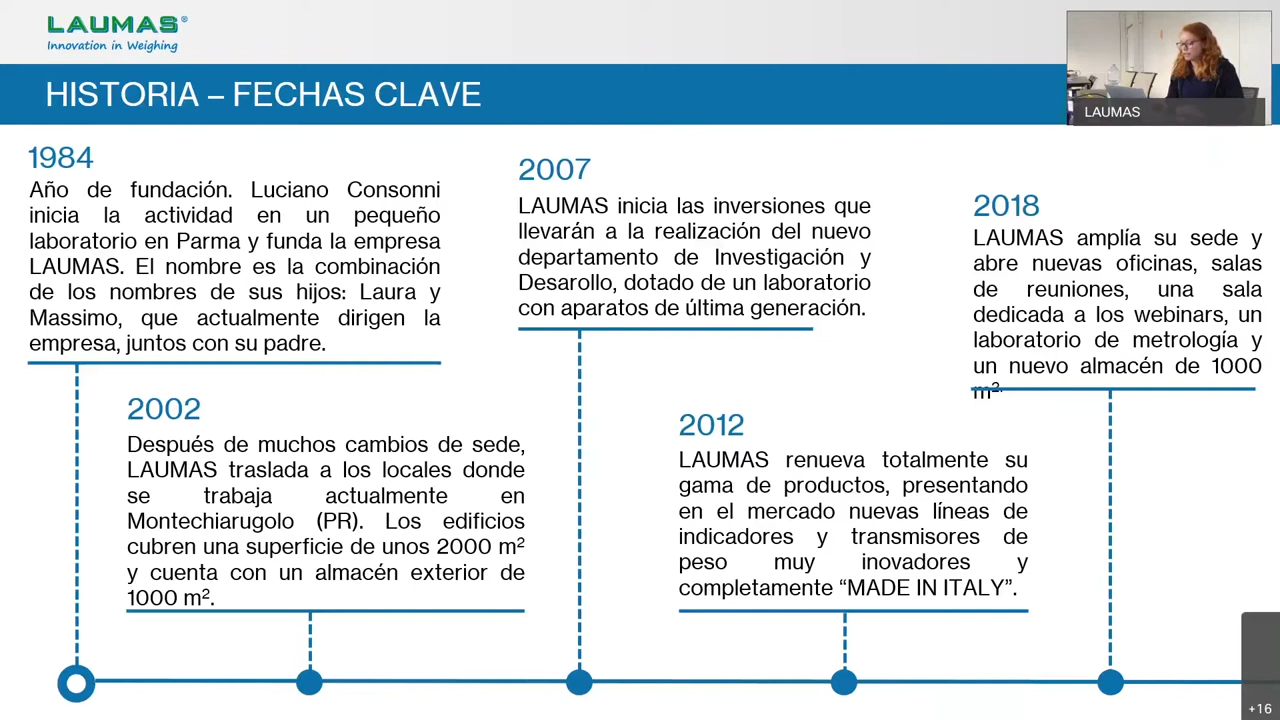 LAUMAS®
Innovation in Weighing
HISTORIA – FECHAS CLAVE
LAUMAS
1984
Año de fundación. Luciano Consonni
inicia la actividad en un pequeño
laboratorio en Parma y funda la empresa
LAUMAS. El nombre es la combinación
de los nombres de sus hijos: Laura y
Massimo, que actualmente dirigen la
empresa, juntos con su padre.
2002
Después de muchos cambios de sede,
LAUMAS traslada a los locales donde
se trabaja actualmente en
Montechiarugolo (PR). Los edificios
cubren una superficie de unos 2000 m²
y cuenta con un almacén exterior de
1000 m².
2007
LAUMAS inicia las inversiones que
llevarán a la realización del nuevo
departamento de Investigación y
Desarollo, dotado de un laboratorio
con aparatos de última generación.
2012
LAUMAS renueva totalmente su
gama de productos, presentando
en el mercado nuevas líneas de
indicadores y transmisores de
peso muy inovadores y
completamente “MADE IN ITALY”.
2018
LAUMAS amplía su sede y
abre nuevas oficinas, salas
de reuniones, una sala
dedicada a los webinars, un
laboratorio de metrología y
un nuevo almacén de 1000
m².
+16